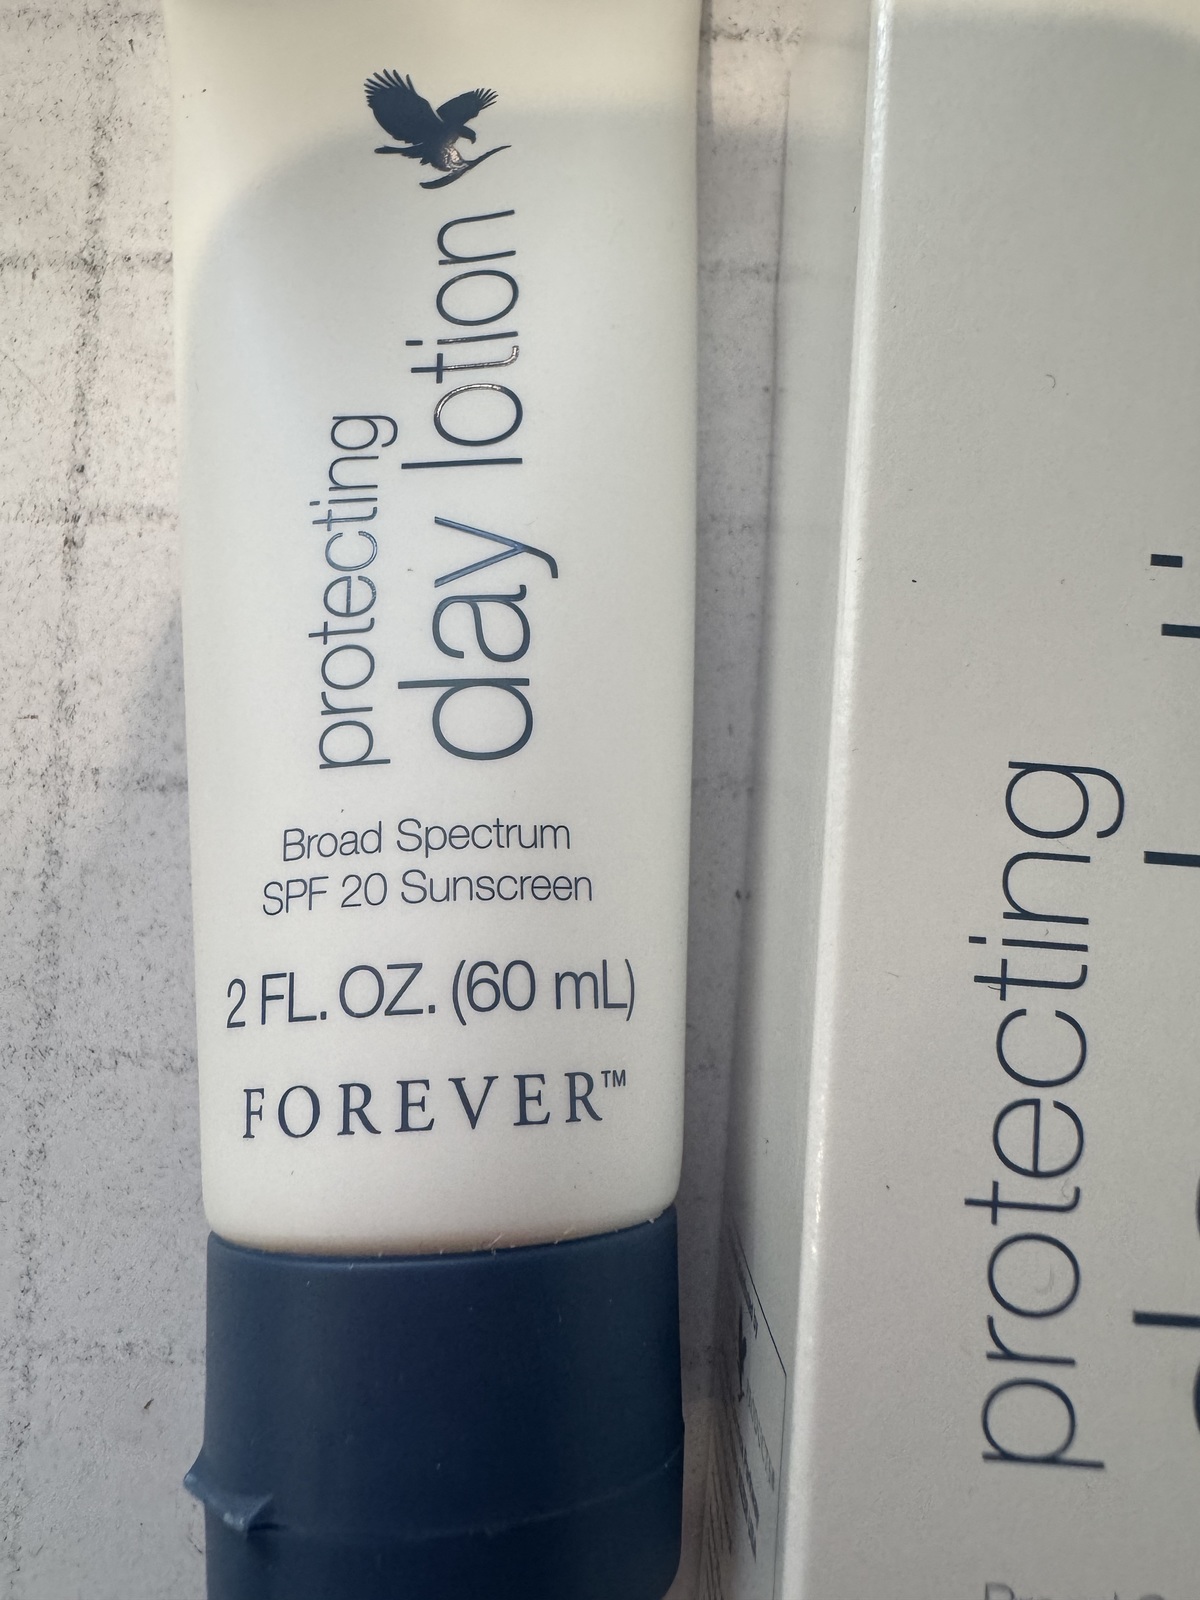 protecting
day lotion
Broad Spectrum
SPF 20 Sunscreen
2 FL. OZ. (60 mL)
FOREVER™
protecting